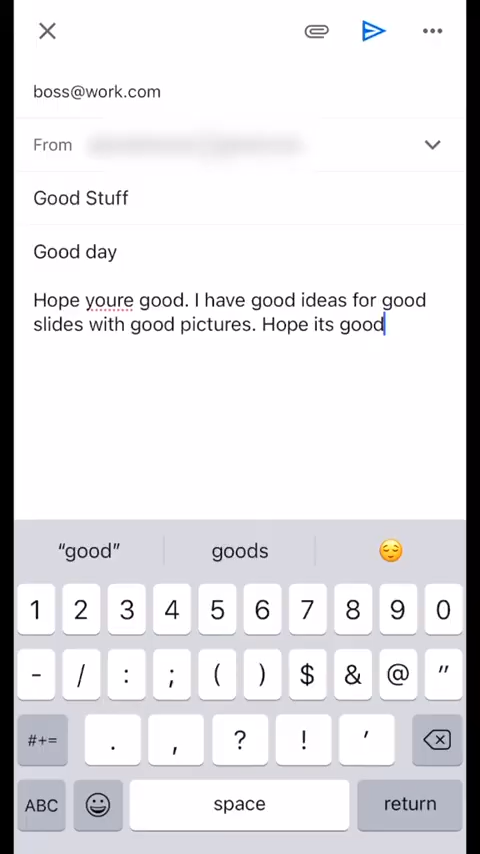 boss@work.com
From
Good Stuff
Good day
Hope youre good. I have good ideas for good
slides with good pictures. Hope its good
“good” goods
1 2 3 4 5 6 7 8 9 0
- / : ; ( ) $ & @ "
#+= . , ? ! '
ABC space return